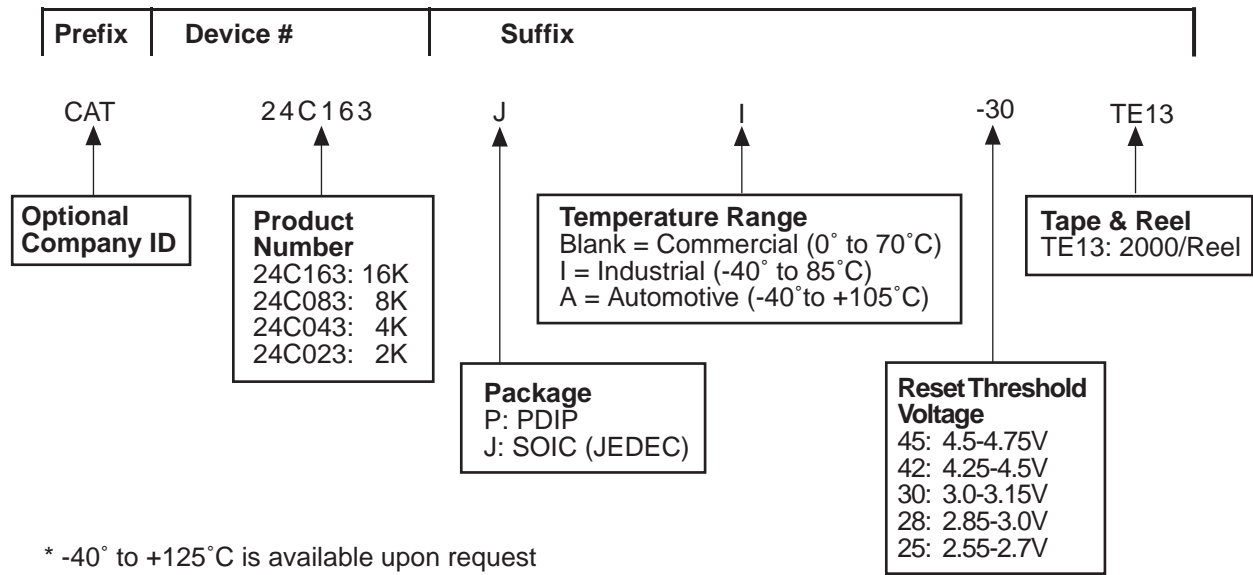 Prefix Device # Suffix
CAT 24C163 J I -30 TE13
Optional
Company ID
Product
Number
24C163: 16K
24C083: 8K
24C043: 4K
24C023: 2K
Package
P: PDIP
J: SOIC (JEDEC)
Temperature Range
Blank = Commercial (0˚ to 70˚C)
I = Industrial (-40˚ to 85˚C)
A = Automotive (-40˚to +105˚C)
Reset Threshold
Voltage
45: 4.5-4.75V
42: 4.25-4.5V
30: 3.0-3.15V
28: 2.85-3.0V
25: 2.55-2.7V
Tape & Reel
TE13: 2000/Reel
* -40˚ to +125˚C is available upon request